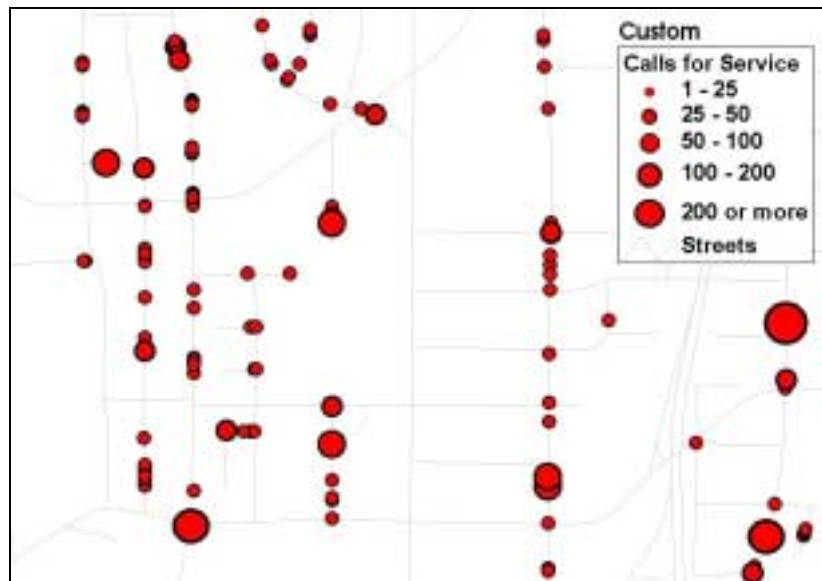 Custom
Calls for Service
1 - 25
25 - 50
50 - 100
100 - 200
200 or more
Streets